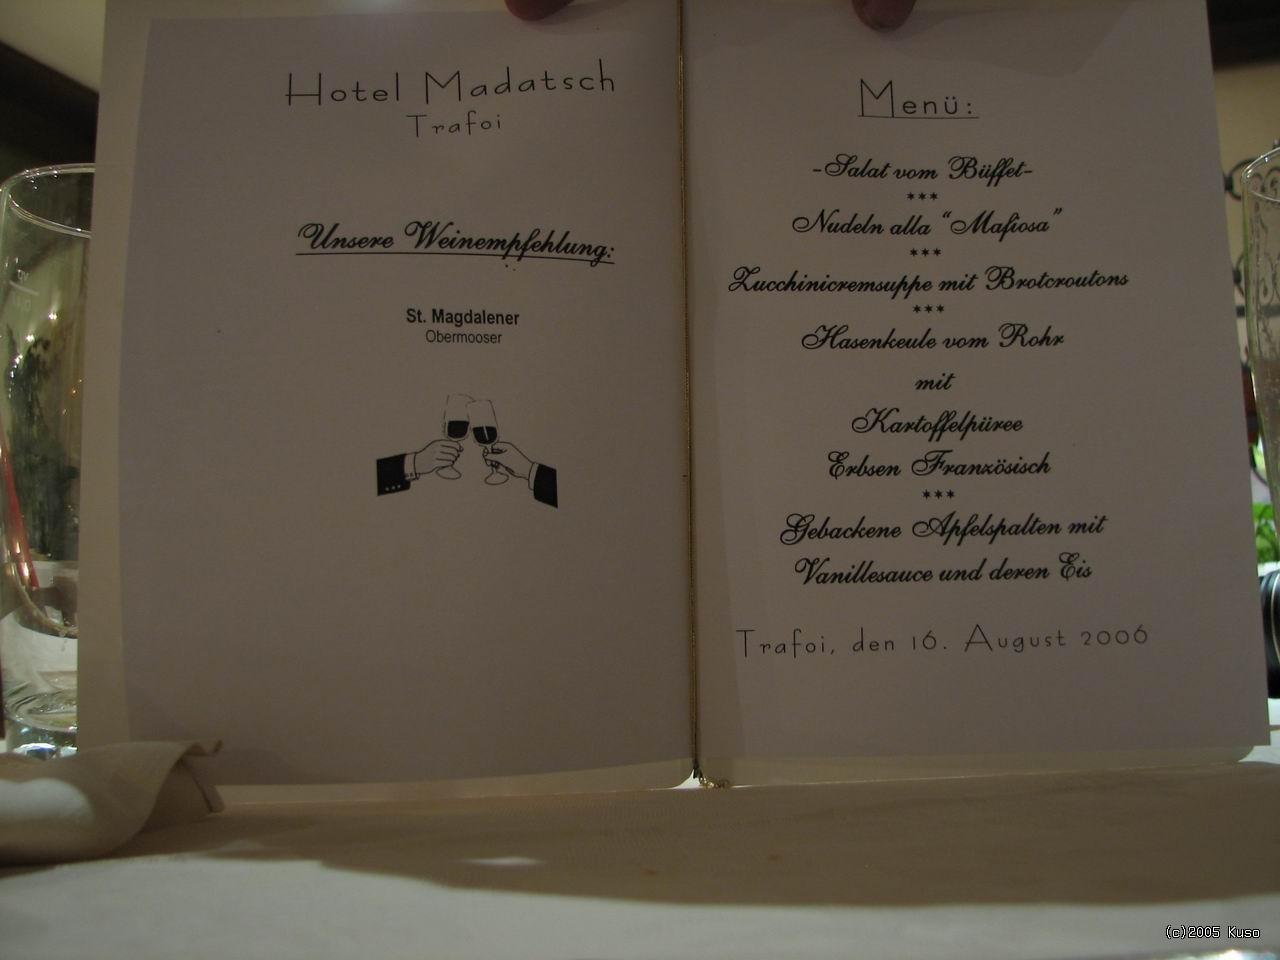 Hotel Madatsch
Trafoi
Unsere Weinempfehlung:
St. Magdalener
Obermooser
Menü:
-Salat vom Büffet-
***
Nudeln alla “Mafiosa”
***
Zucchinicremsuppe mit Brotcroutons
***
Hasenkeule vom Rohr
mit
Kartoffelpüree
Erbsen Französisch
***
Gebackene Apfelspalten mit
Vanillesauce und deren Eis
Trafoi, den 16. August 2006
(c)2005 Kuso